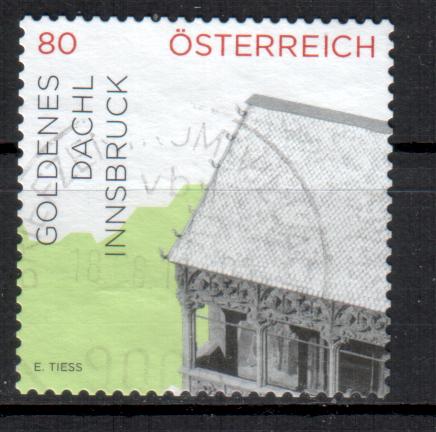 80 ÖSTERREICH
GOLDENES
DACHL
INNSBRUCK
E. TIESS